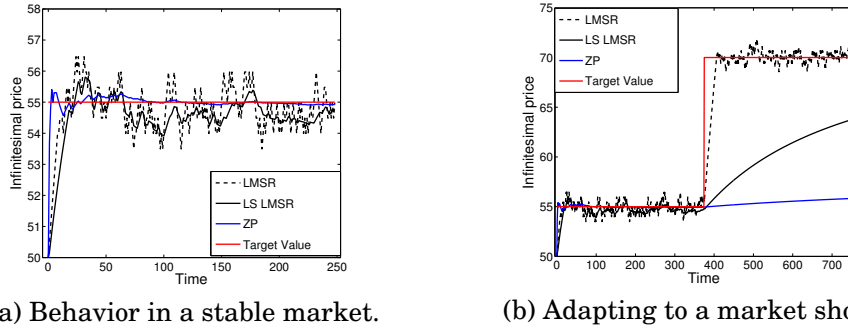 58
57
56
55
54
53
52
51
50
Infinitesimal price
LMSR
LS LMSR
ZP
Target Value
0 50 100 150 200 250
Time
75
70
65
60
55
50
Infinitesimal price
LMSR
LS LMSR
ZP
Target Value
0 100 200 300 400 500 600 700
Time
a) Behavior in a stable market.
(b) Adapting to a market sho